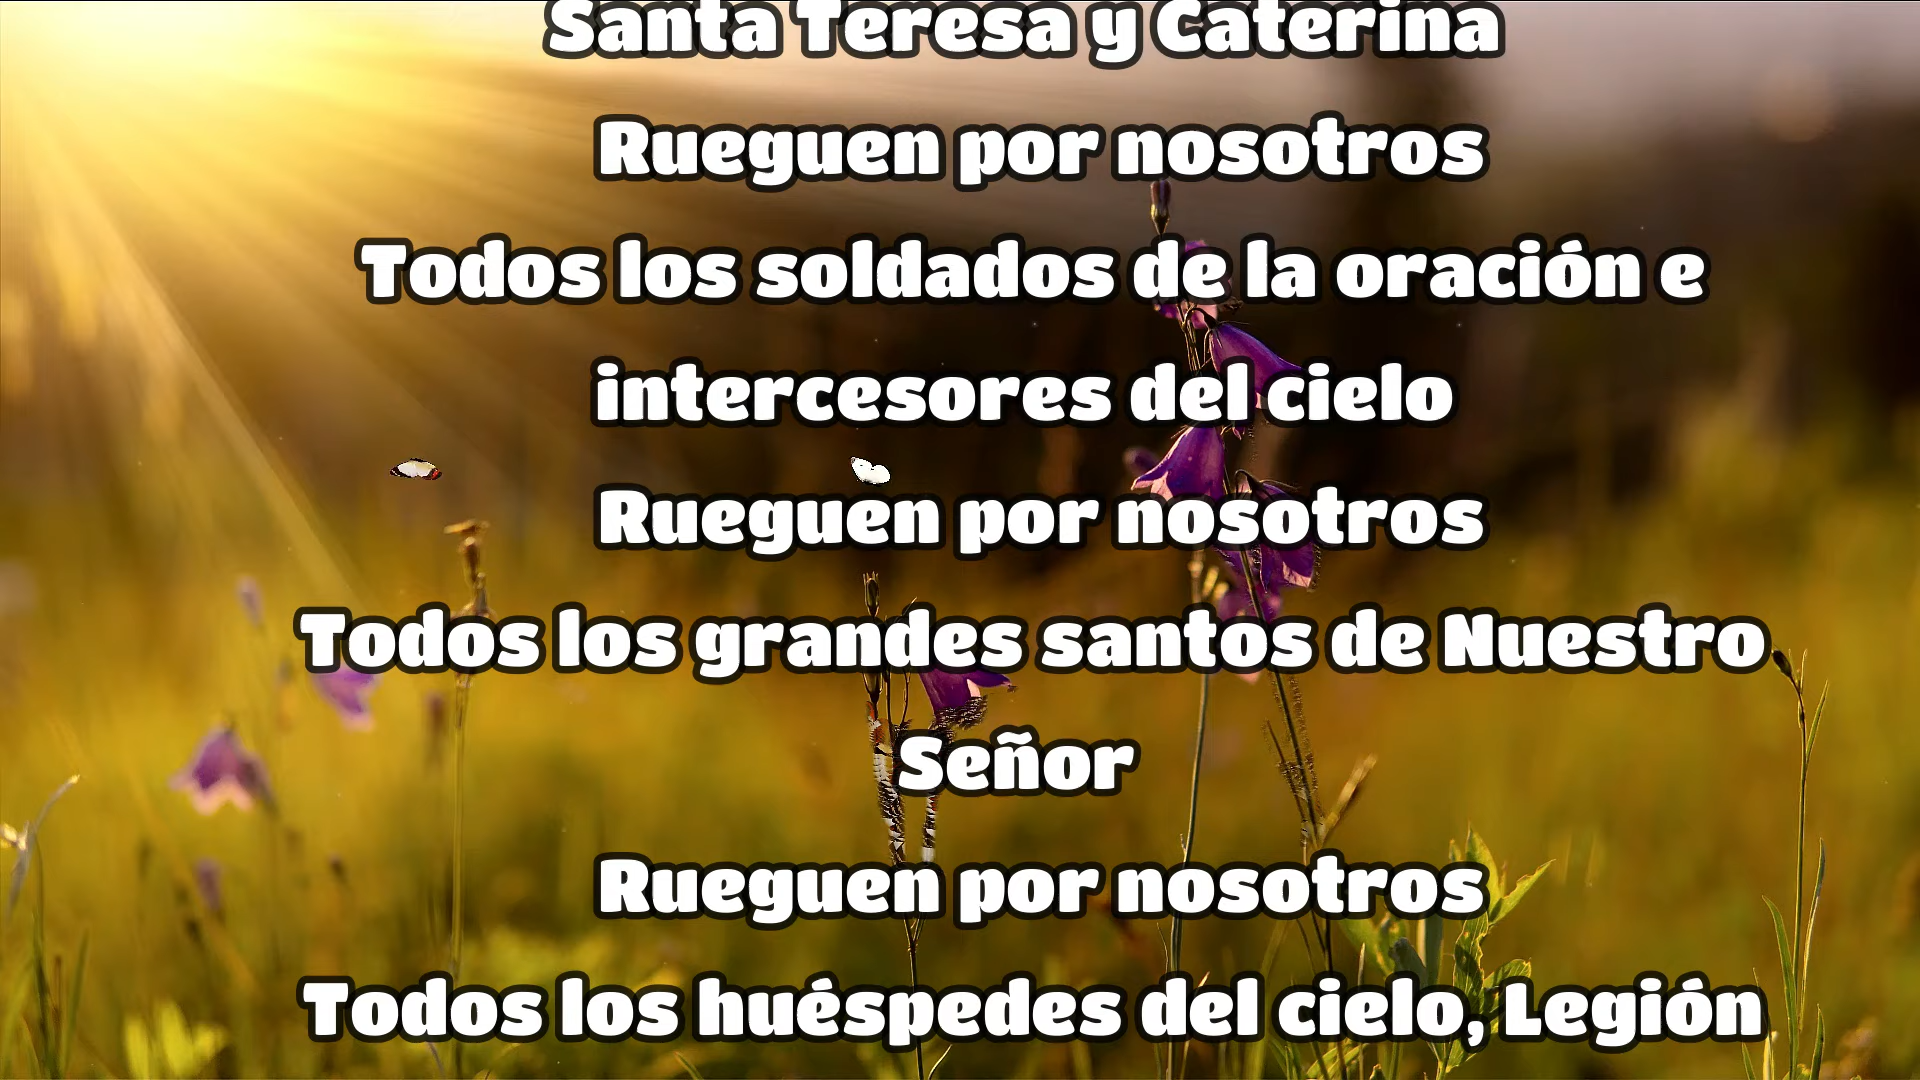 Santa Teresa y Caterina
Rueguen por nosotros
Todos los soldados de la oración e
intercesores del cielo
Rueguen por nosotros
Todos los grandes santos de Nuestro
Señor
Rueguen por nosotros
Todos los huéspedes del cielo, Legión